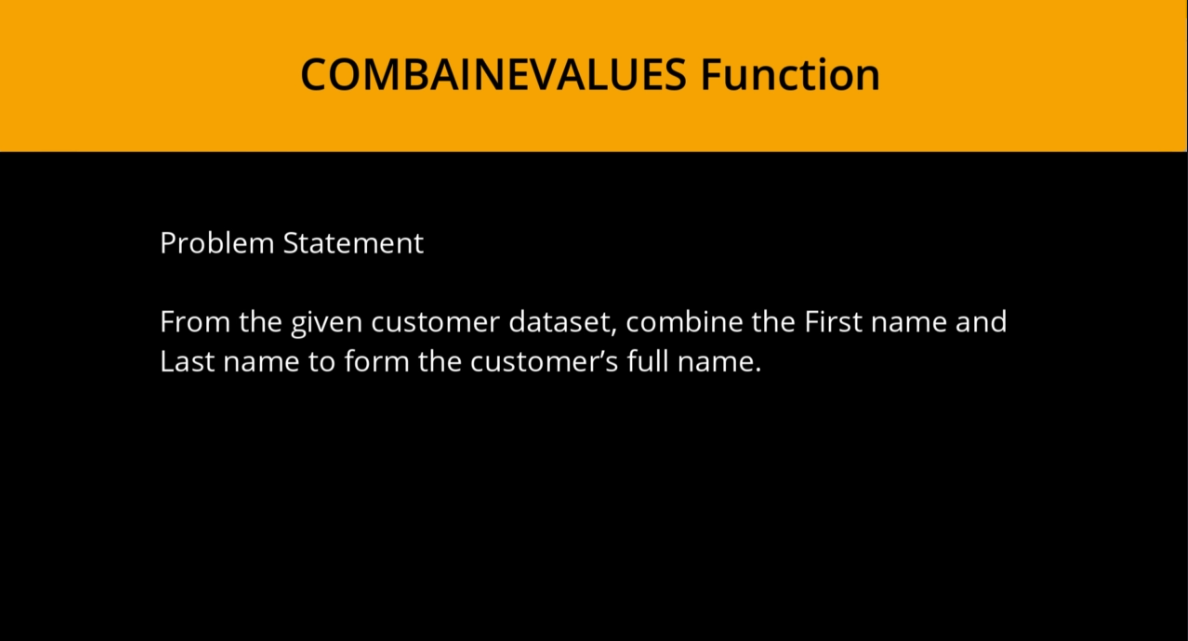 COMBAINEVALUES Function
Problem Statement
From the given customer dataset, combine the First name and
Last name to form the customer’s full name.